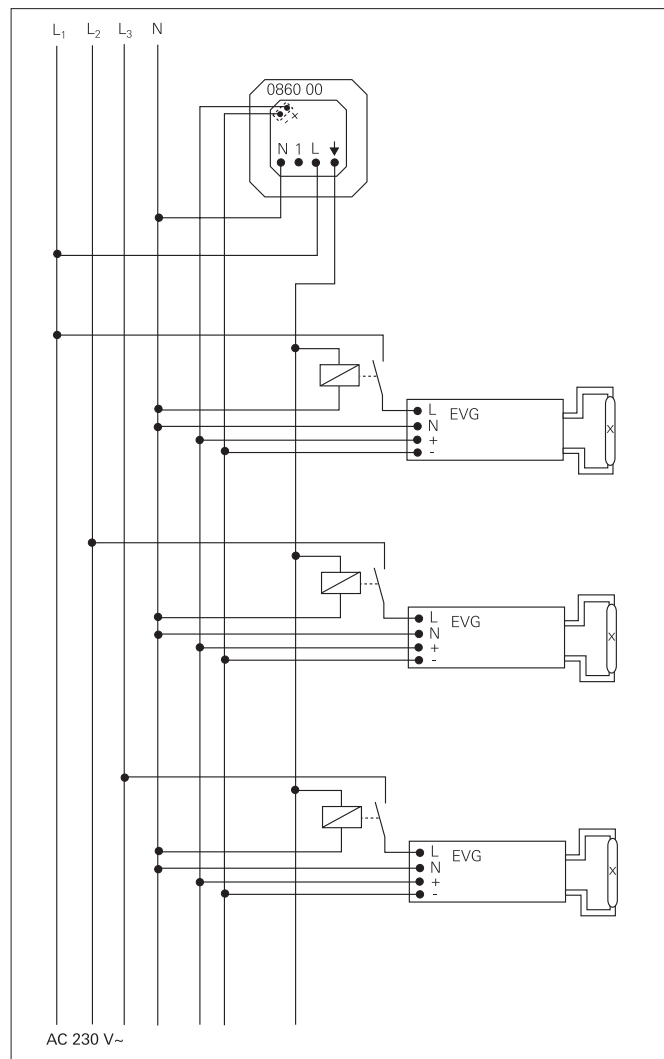 L₁ L₂ L₃ N
0860 00
N 1 L
L
N EVG
+
-
L
N EVG
+
-
L
N EVG
+
-
AC 230 V~